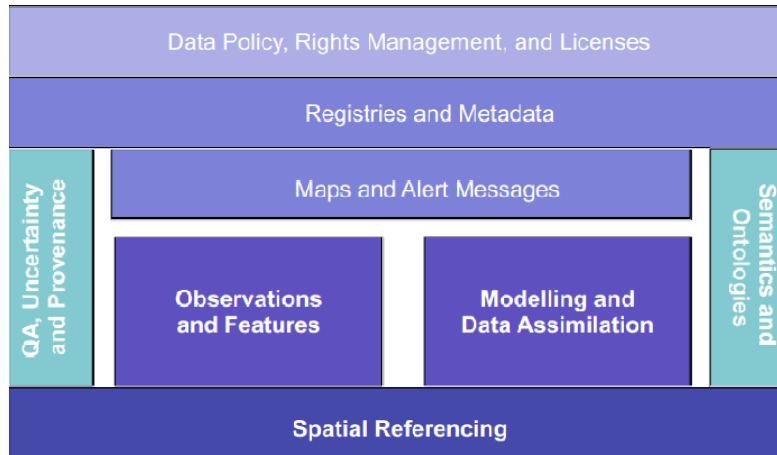 Data Policy, Rights Management, and Licenses
Registries and Metadata
QA, Uncertainty
and Provenance
Maps and Alert Messages
Observations
and Features
Modelling and
Data Assimilation
Semantics and
Ontologies
Spatial Referencing